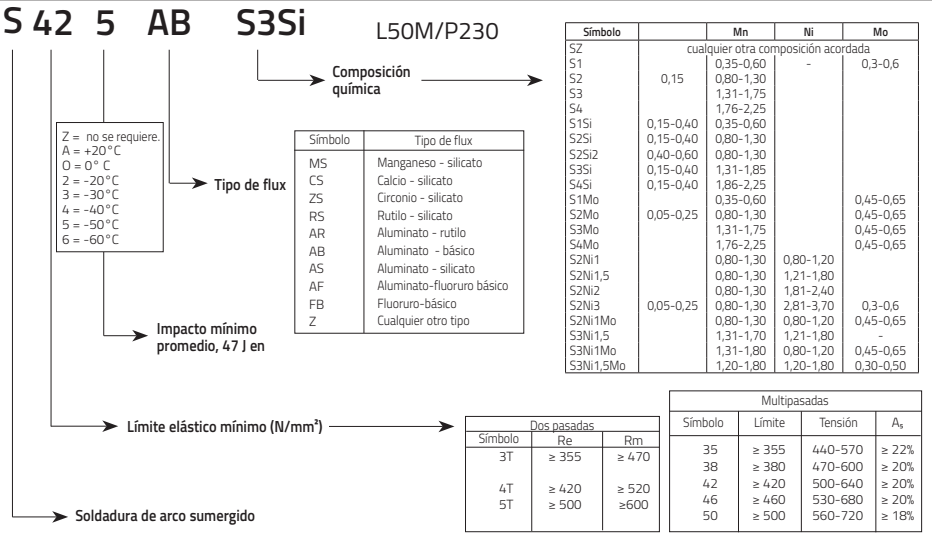 S 42 5 AB S3Si L50M/P230
Composición
química
Z = no se requiere.
A = +20°C
O = 0° C
2 = -20°C
3 = -30°C
4 = -40°C
5 = -50°C
6 = -60°C
Tipo de flux
Impacto mínimo
promedio, 47 J en
Límite elástico mínimo (N/mm²)
Soldadura de arco sumergido
Símbolo Tipo de flux
MS Manganeso - silicato
CS Calcio - silicato
ZS Circonio - silicato
RS Rutilo - silicato
AR Aluminato - rutilo
AB Aluminato - básico
AS Aluminato - silicato
AF Aluminato-fluoruro básico
FB Fluoruro-básico
Z Cualquier otro tipo
Símbolo Mn Ni Mo
SZ cualquier otra composición acordada
S1 0,35-0,60 - 0,3-0,6
S2 0,15 0,80-1,30
S3 1,31-1,75
S4 1,76-2,25
S1Si 0,15-0,40 0,35-0,60
S2Si 0,15-0,40 0,80-1,30
S2Si2 0,40-0,60 0,80-1,30
S3Si 0,15-0,40 1,31-1,85
S4Si 0,15-0,40 1,86-2,25
S1Mo 0,35-0,60 0,45-0,65
S2Mo 0,05-0,25 0,80-1,30 0,45-0,65
S3Mo 1,31-1,75 0,45-0,65
S4Mo 1,76-2,25 0,45-0,65
S2Ni1 0,80-1,30 0,80-1,20
S2Ni1,5 0,80-1,30 1,21-1,80
S2Ni2 0,80-1,30 1,81-2,40
S2Ni3 0,05-0,25 0,80-1,30 2,81-3,70 0,3-0,6
S2Ni1Mo 0,80-1,30 0,80-1,20 0,45-0,65
S3Ni1,5 1,31-1,70 1,21-1,80 -
S3Ni1Mo 1,31-1,80 0,80-1,20 0,45-0,65
S3Ni1,5Mo 1,20-1,80 1,20-1,80 0,30-0,50
Dos pasadas
Símbolo Re Rm
3T ≥ 355 ≥ 470
4T ≥ 420 ≥ 520
5T ≥ 500 ≥600
Multipasadas
Símbolo Límite Tensión A₅
35 ≥ 355 440-570 ≥ 22%
38 ≥ 380 470-600 ≥ 20%
42 ≥ 420 500-640 ≥ 20%
46 ≥ 460 530-680 ≥ 20%
50 ≥ 500 560-720 ≥ 18%